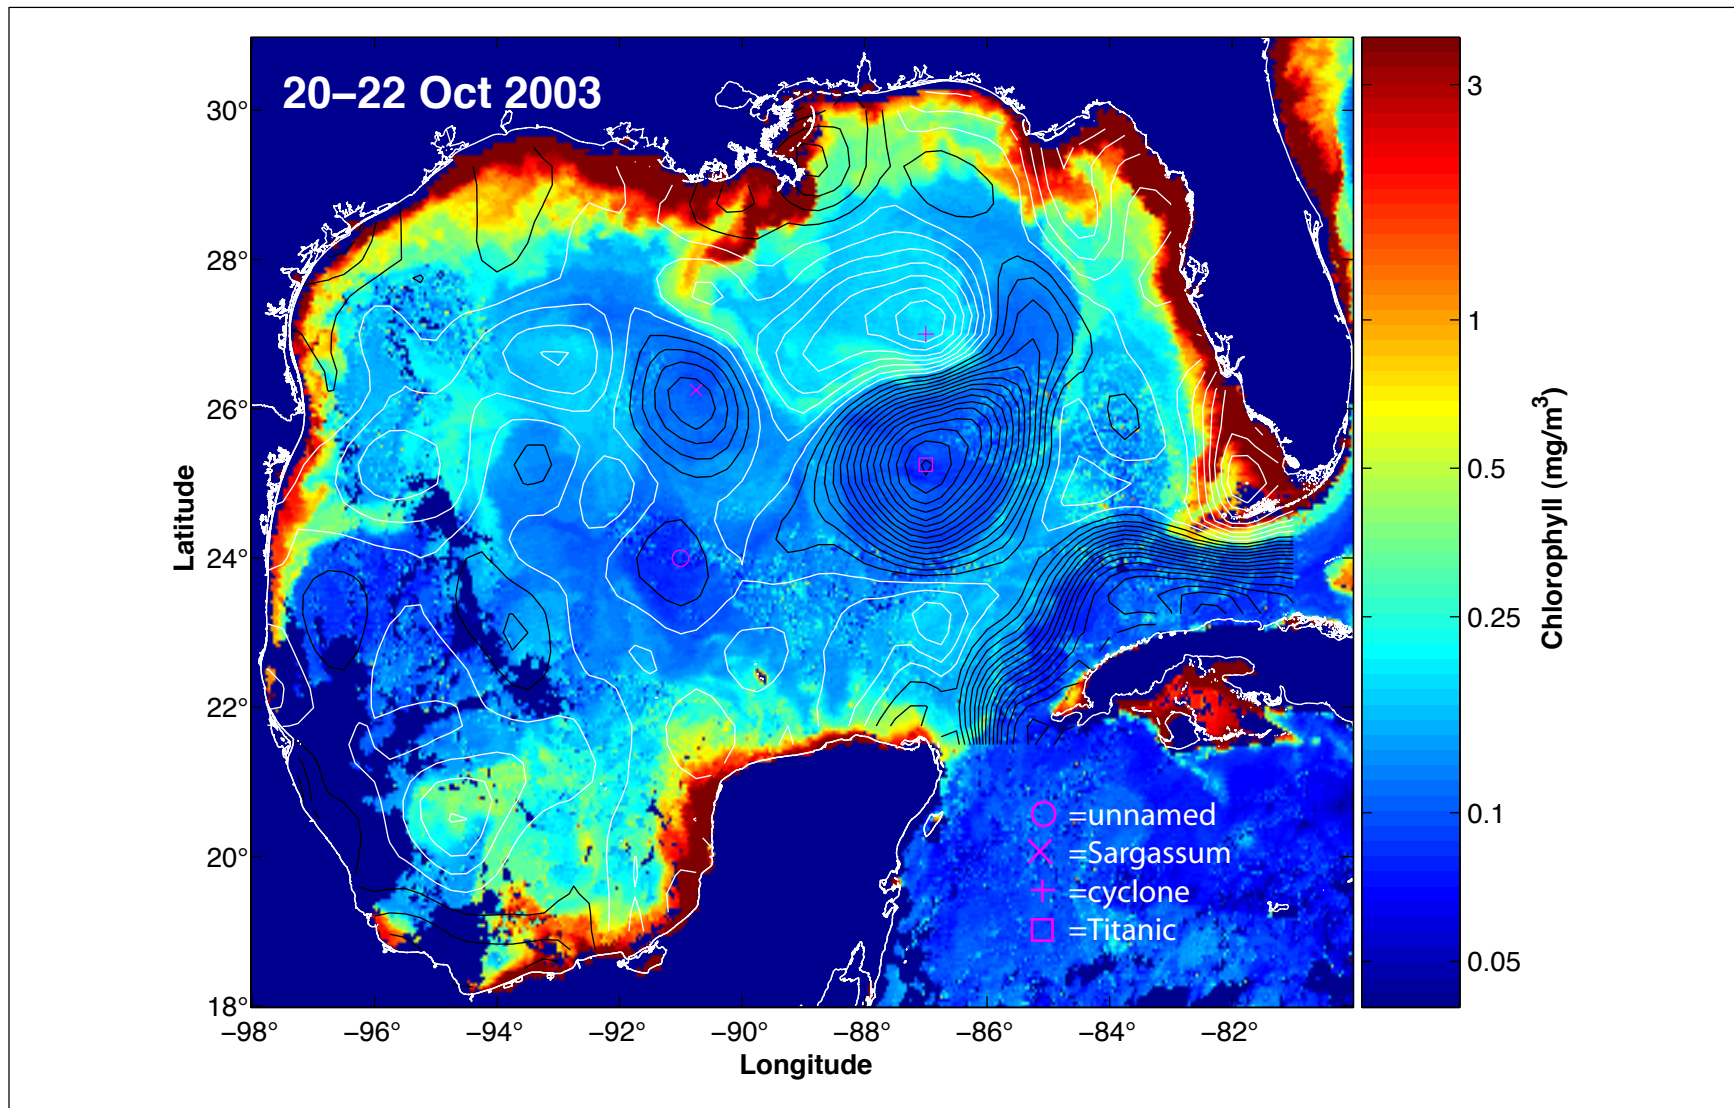 20–22 Oct 2003
30°
28°
26°
24°
22°
20°
18°
Latitude
−98°
−96°
−94°
−92°
−90°
−88°
−86°
−84°
−82°
Longitude
=unnamed
=Sargassum
=cyclone
=Titanic
3
1
0.5
0.25
0.1
0.05
Chlorophyll (mg/m³)